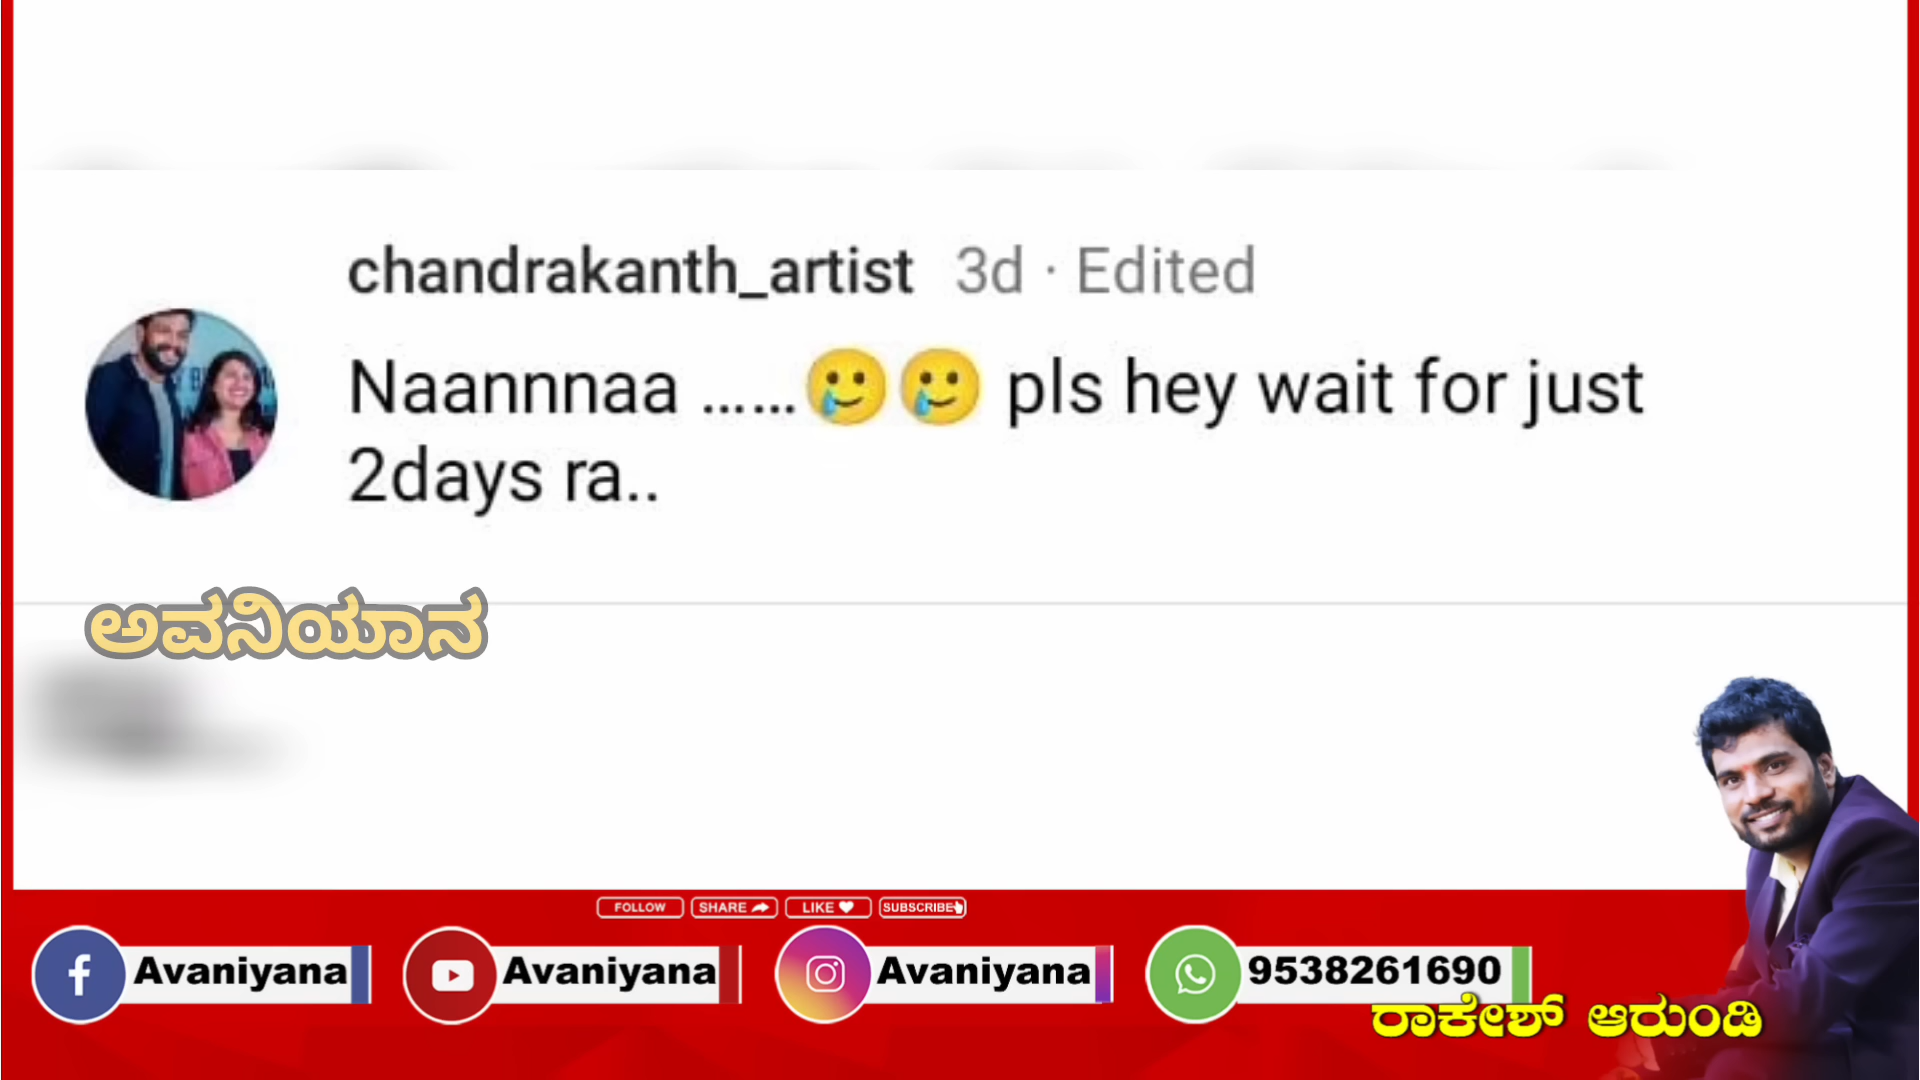 chandrakanth_artist 3d · Edited
Naannnaa ......🥲🥲 pls hey wait for just
2days ra..
ಅವನಿಯಾನ
FOLLOW SHARE LIKE SUBSCRIBE
Avaniyana Avaniyana Avaniyana 9538261690
ರಾಕೇಶ್ ಆರುಂಡಿ